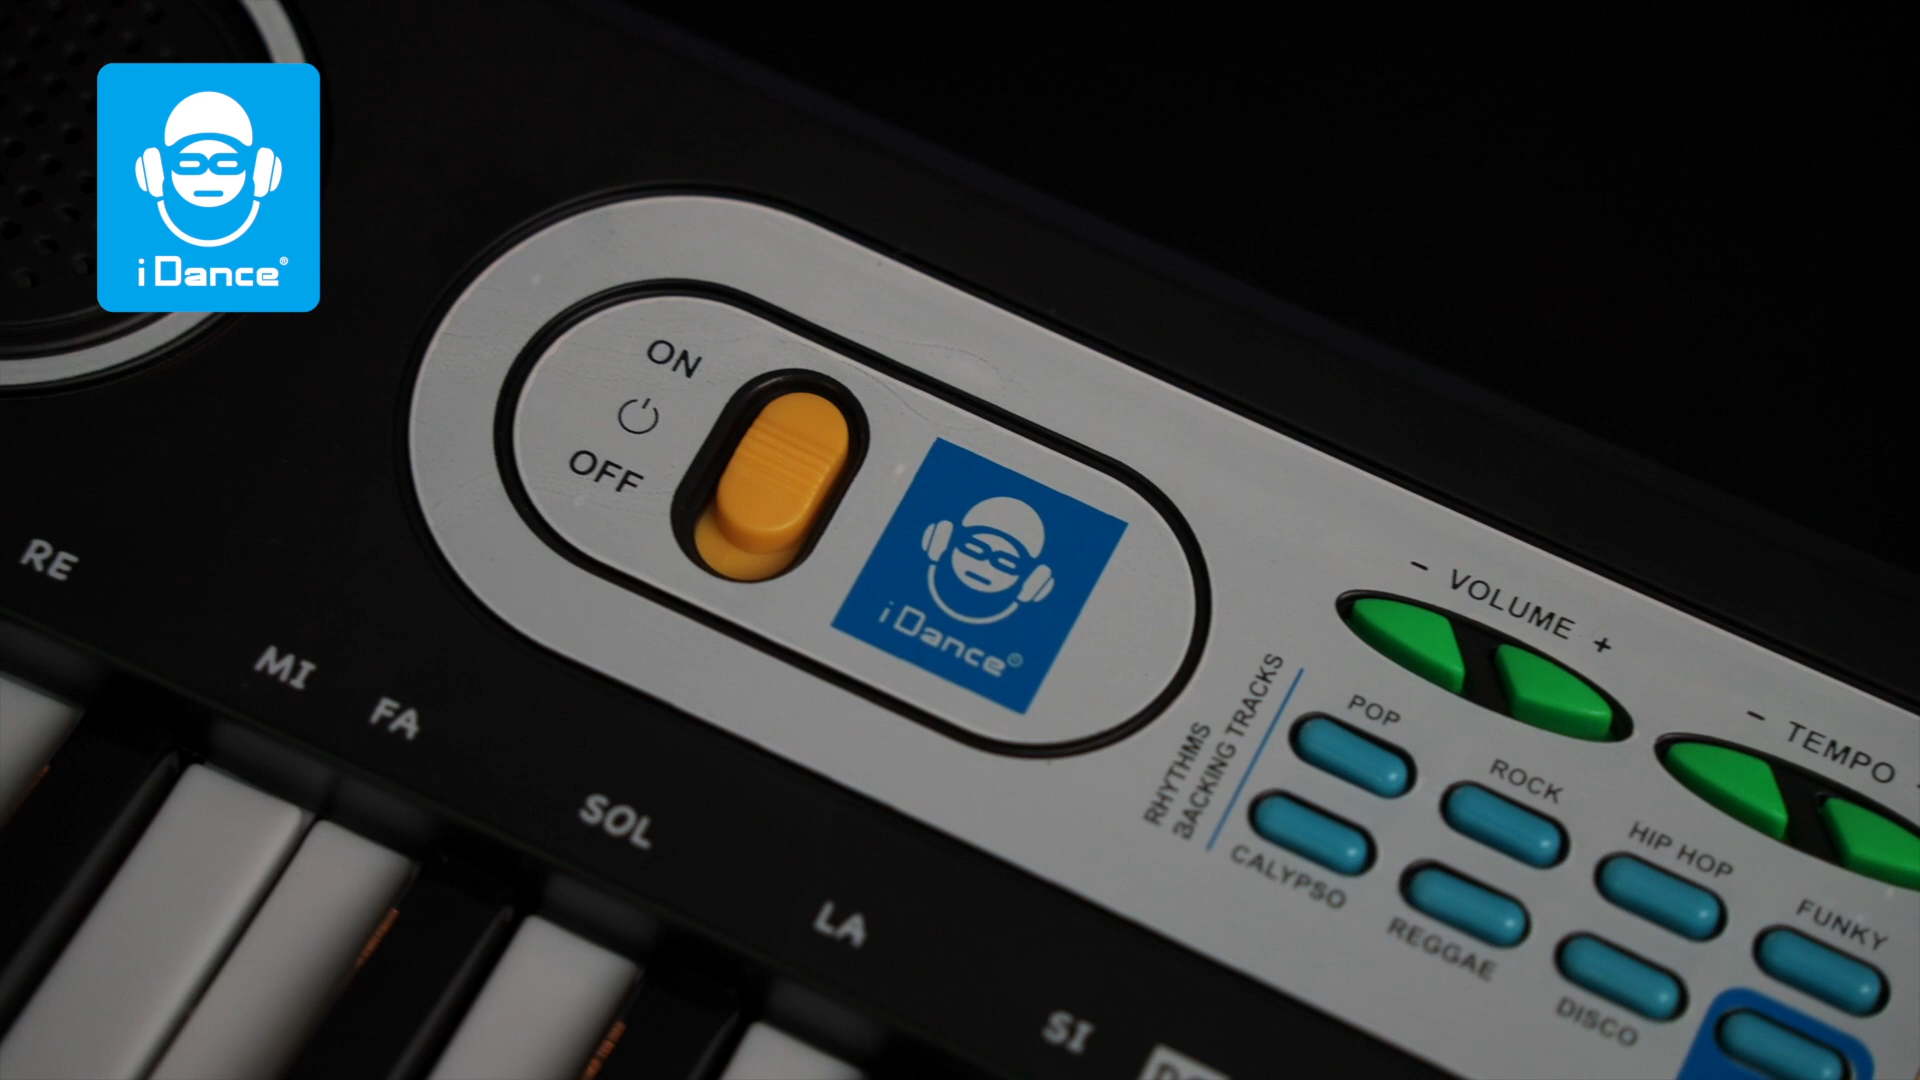 iDance®
ON
OFF
iDance®
- VOLUME +
- TEMPO
RHYTHMS
BACKING TRACKS
POP
ROCK
HIP HOP
FUNKY
CALYPSO
REGGAE
DISCO
RE
MI
FA
SOL
LA
SI